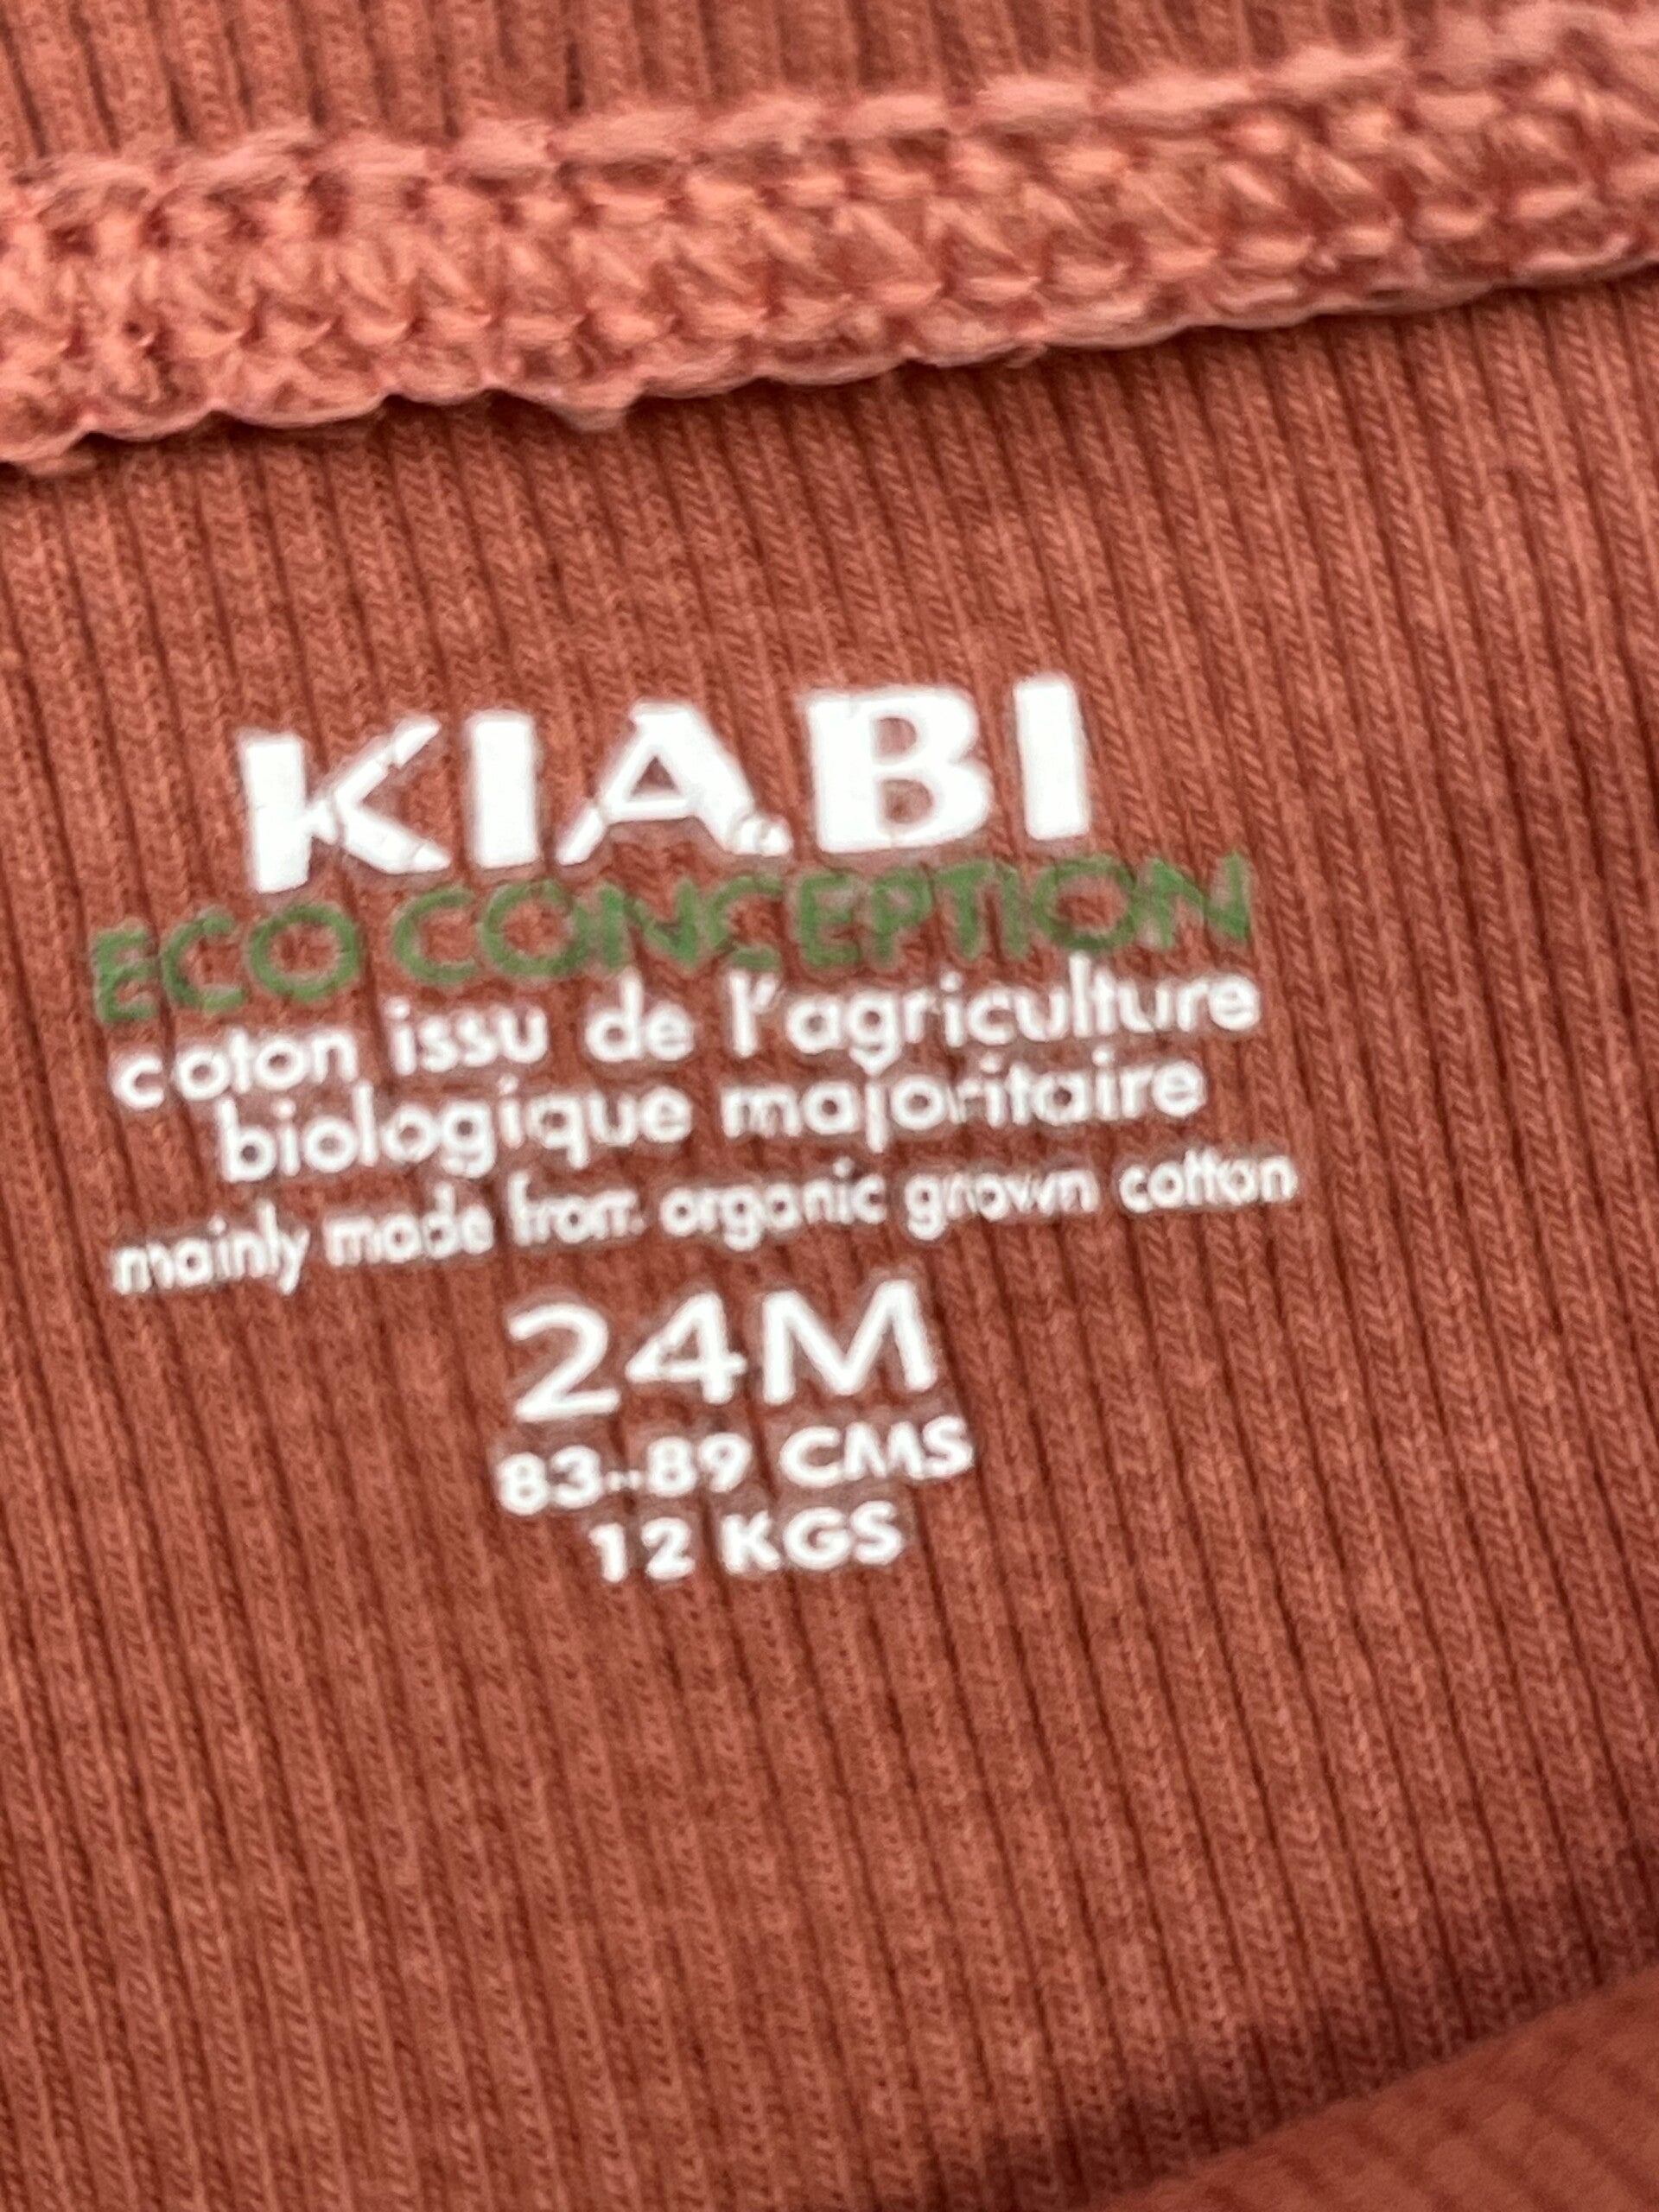 KIABI
ECO CONCEPTION
coton issu de l'agriculture
biologique majoritaire
mainly made from organic grown cotton
24M
83-89 CMS
12 KGS